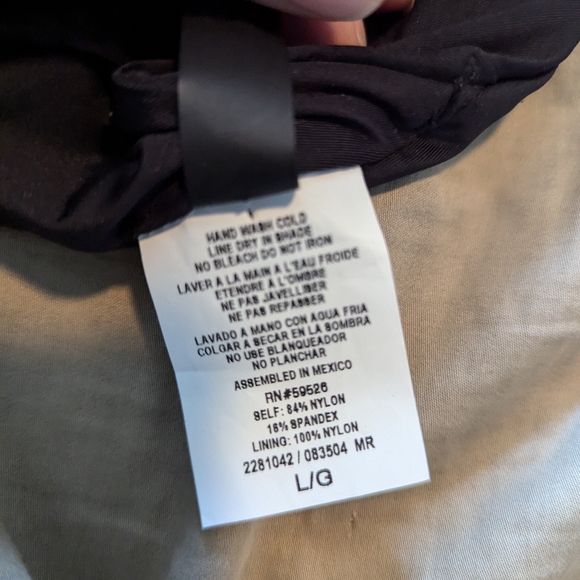 HAND WASH COLD
LINE DRY IN SHADE
NO BLEACH DO NOT IRON
LAVER A LA MAIN A L'EAU FROIDE
ETENDRE A L'OMBRE
NE PAS JAVELLISER
NE PAS REPASSER
LAVADO A MANO CON AGUA FRIA
COLGAR A SECAR EN LA SOMBRA
NO USE BLANQUEADOR
NO PLANCHAR
ASSEMBLED IN MEXICO
RN#59526
SELF: 84% NYLON
16% SPANDEX
LINING: 100% NYLON
2281042 / 083504 MR
L/G